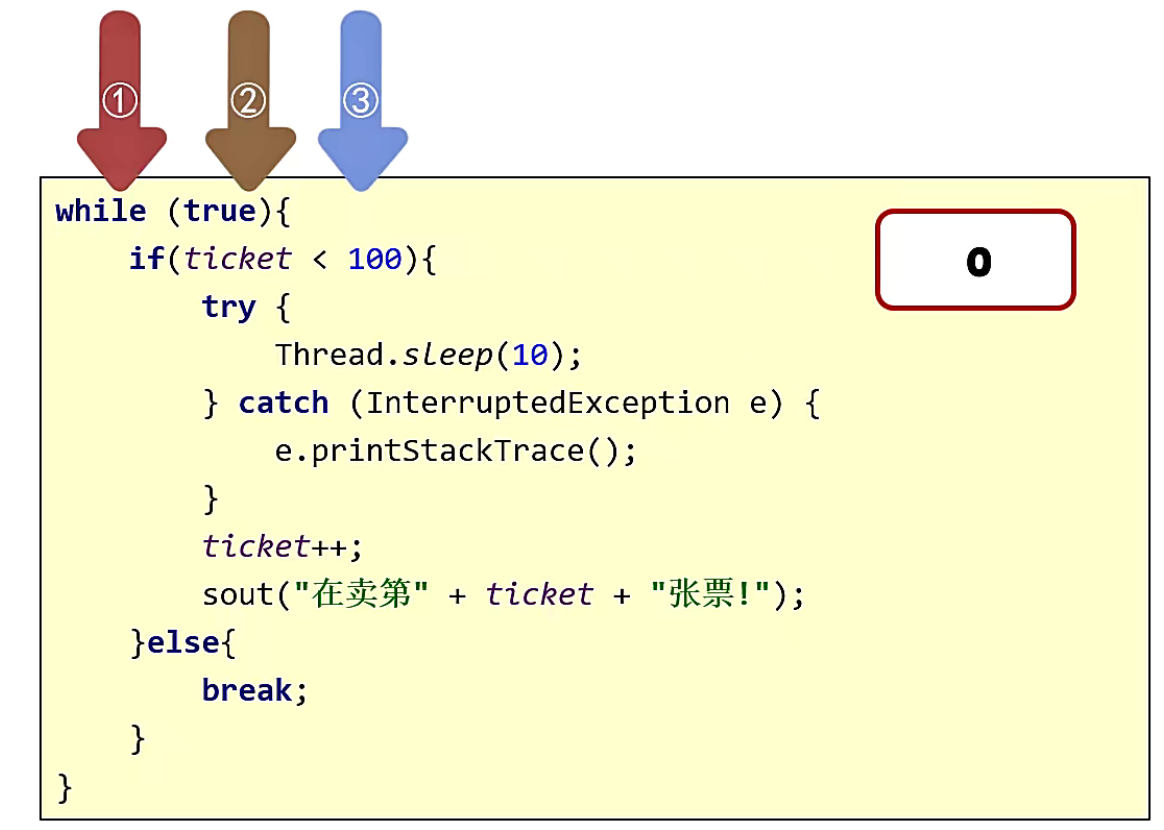 ① ② ③
while (true){
    if(ticket < 100){
0
        try {
            Thread.sleep(10);
        } catch (InterruptedException e) {
            e.printStackTrace();
        }
        ticket++;
        sout("在卖第" + ticket + "张票!");
    }else{
        break;
    }
}